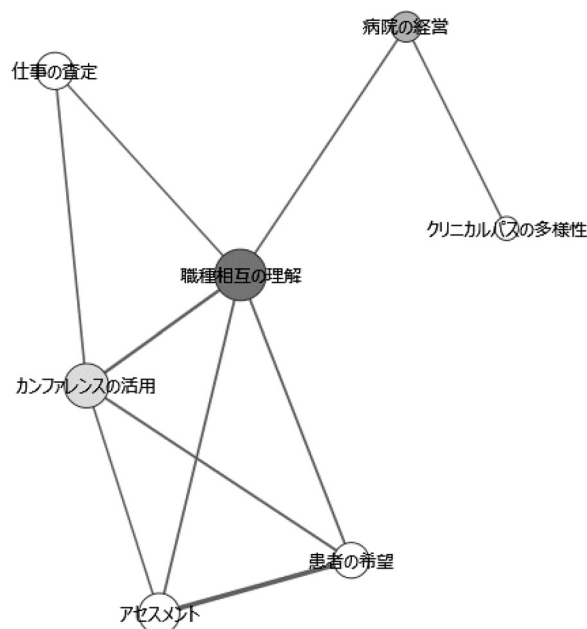 病院の経営
仕事の査定
クリニカルパスの多様性
職種相互の理解
カンファレンスの活用
患者の希望
アセスメント